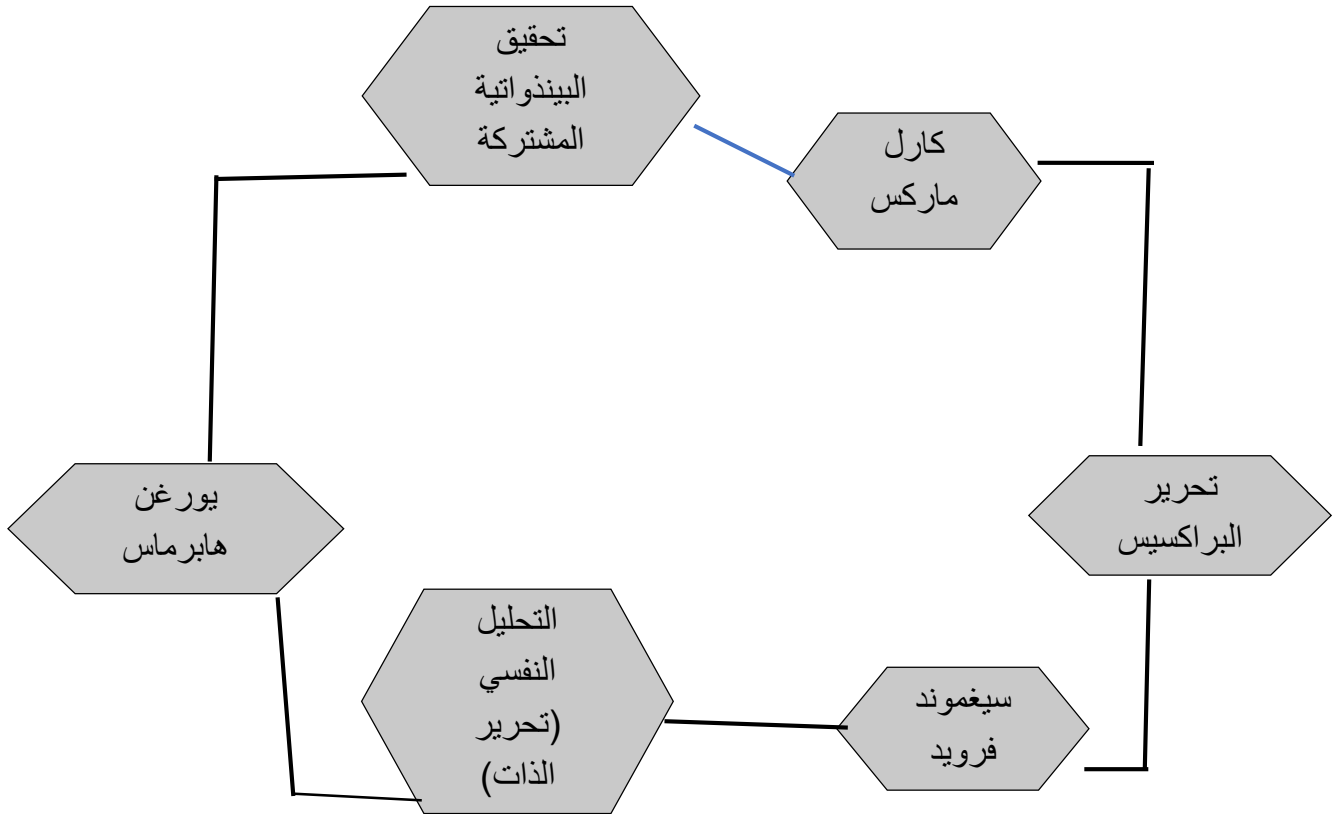 تحقيق
البينذواتية
المشتركة
كارل
ماركس
تحرير
البراكسيس
سيغموند
فرويد
التحليل
النفسي
(تحرير
الذات)
يورغن
هابرماس